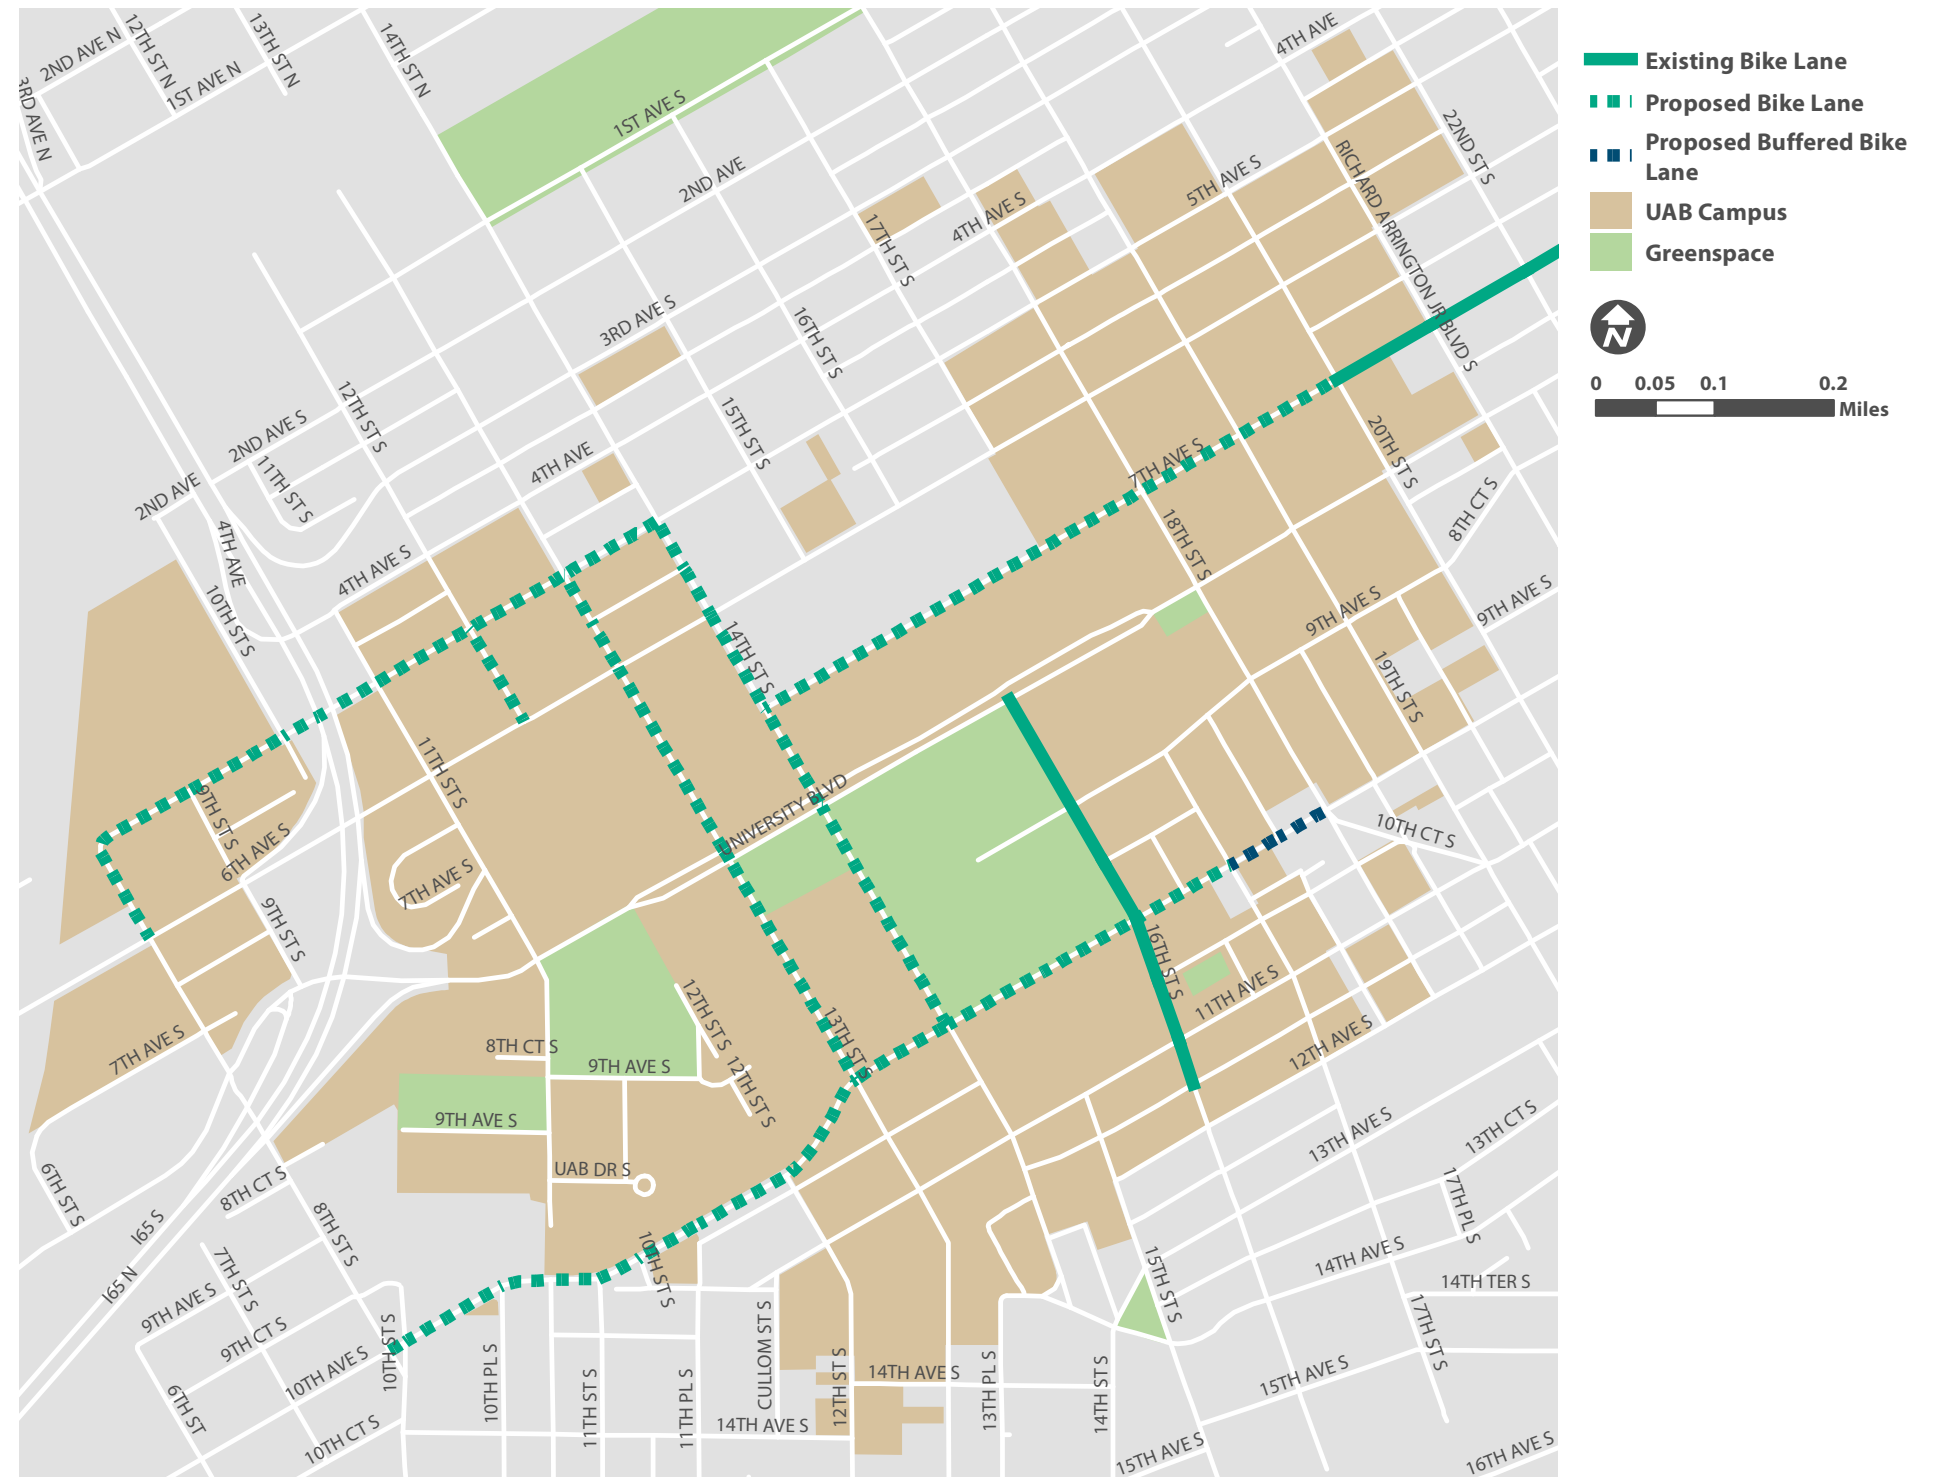 2ND AVE N
12TH ST N
13TH ST N
14TH ST N
1ST AVE N
3RD AVE N
4TH AVE
1ST AVE S
2ND AVE
22ND ST S
RICHARD ARRINGTON JR BLVD S
5TH AVE S
4TH AVE S
17TH ST S
3RD AVE S
16TH ST S
12TH ST S
2ND AVE S
15TH ST S
11TH ST S
4TH AVE
2ND AVE
4TH AVE
4TH AVE S
10TH ST S
7TH AVE S
20TH ST S
8TH CT S
18TH ST S
9TH AVE S
9TH AVE S
14TH ST S
19TH ST S
11TH ST S
9TH ST S
6TH AVE S
UNIVERSITY BLVD
10TH CT S
7TH AVE S
9TH ST S
16TH ST S
11TH AVE S
12TH AVE S
12TH ST S
13TH ST S
7TH AVE S
8TH CT S
9TH AVE S
12TH ST S
9TH AVE S
13TH AVE S
13TH CT S
UAB DR S
6TH ST S
8TH CT S
I65 S
8TH ST S
17TH PL S
14TH AVE S
10TH ST S
15TH ST S
14TH TER S
I65 N
7TH ST S
9TH AVE S
9TH CT S
10TH AVE S
10TH ST S
10TH PL S
11TH ST S
11TH PL S
CULLOM ST S
12TH ST S
14TH AVE S
13TH PL S
14TH ST S
17TH ST S
15TH AVE S
6TH ST
10TH CT S
14TH AVE S
15TH AVE S
16TH AVE S
Existing Bike Lane
Proposed Bike Lane
Proposed Buffered Bike
Lane
UAB Campus
Greenspace
N
0 0.05 0.1 0.2
Miles